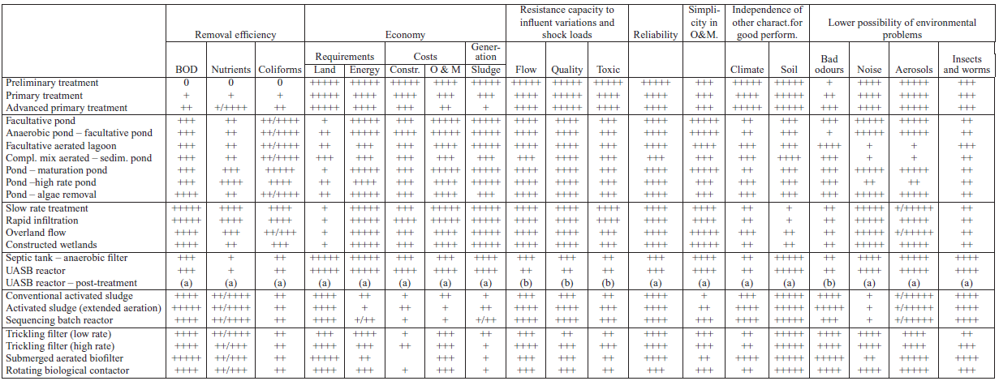 Resistance capacity to Simpli- Independence of
influent variations and city in other charact.for Lower possibility of environmental
Removal efficiency Economy shock loads Reliability O&M. good perform. problems
Gener-
Requirements Costs ation Bad Insects
BOD Nutrients Coliforms Land Energy Constr. O & M Sludge Flow Quality Toxic Climate Soil odours Noise Aerosols and worms
Preliminary treatment 0 0 0 +++++ +++++ +++++ ++++ +++++ +++++ +++++ +++++ +++++ +++ +++++ +++++ + ++++ +++++ +++
Primary treatment + + + +++++ ++++ ++++ +++ +++ ++++ +++++ ++++ ++++ +++ ++++ +++++ ++ ++++ +++++ +++
Advanced primary treatment ++ +/++++ ++ +++++ ++++ +++ ++ + ++++ +++++ ++++ ++++ +++ +++++ +++++ +++ ++++ +++++ +++
Facultative pond +++ ++ ++/++++ + +++++ +++ +++++ +++++ ++++ ++++ +++ ++++ +++++ ++ +++ +++ +++++ +++++ ++
Anaerobic pond – facultative pond +++ ++ ++/++++ ++ +++++ ++++ +++++ +++++ ++++ ++++ +++ ++++ +++++ ++ +++ + +++++ +++++ ++
Facultative aerated lagoon +++ ++ ++/++++ ++ +++ +++ ++++ +++++ ++++ ++++ +++ ++++ ++++ +++ +++ ++++ + + +++
Compl. mix aerated – sedim. pond +++ ++ ++/++++ +++ +++ +++ +++ +++ +++ ++++ +++ +++ +++ +++ ++++ +++ + + ++
Pond – maturation pond +++ +++ +++++ + +++++ +++ +++++ +++++ ++++ ++++ +++ ++++ +++++ ++ +++ +++ +++++ +++++ ++
Pond –high rate pond +++ ++++ ++++ ++ ++++ +++ ++++ +++++ ++++ ++++ +++ ++++ +++ +++ +++ +++ ++ ++ ++
Pond – algae removal ++++ ++ ++/++++ ++ +++++ +++ ++++ +++ ++++ ++++ +++ ++++ +++ +++ +++ +++ +++++ ++++ ++
Slow rate treatment +++++ ++++ ++++ + +++++ +++ +++++ +++++ ++++ ++++ ++++ ++++ ++++ ++ + ++ +++++ +/+++++ ++
Rapid infiltration +++++ ++++ ++++ + +++++ ++++ +++++ +++++ ++++ ++++ ++++ ++++ ++++ +++ + ++ +++++ +++++ ++
Overland flow ++++ +++ ++/+++ + +++++ +++ ++++ +++++ ++++ ++++ +++ ++++ +++++ +++ ++ ++ +++++ +/+++++ ++
Constructed wetlands ++++ ++ +++ + +++++ +++ ++++ +++++ ++++ ++++ +++ ++++ +++++ ++ ++ ++ ++++ +++++ ++
Septic tank – anaerobic filter +++ + ++ +++++ +++++ +++ +++ ++++ +++ +++ ++ +++ ++++ ++ +++++ ++ ++++ +++++ ++++
UASB reactor +++ + ++ +++++ +++++ ++++ ++++ ++++ ++ ++ ++ +++ ++++ ++ +++++ ++ ++++ +++++ ++++
UASB reactor – post-treatment (a) (a) (a) (a) (a) (a) (a) (a) (b) (b) (b) (a) (a) (a) (a) (b) (a) (a) (a)
Conventional activated sludge ++++ ++/++++ ++ ++++ ++ + ++ + +++ +++ ++ ++++ + +++ +++++ ++++ + +/+++++ ++++
Activated sludge (extended aeration) +++++ ++/++++ ++ ++++ + ++ + ++ ++++ ++++ +++ ++++ ++ ++++ +++++ +++++ + +/+++++ ++++
Sequencing batch reactor ++++ ++/++++ ++ ++++ +/++ + + +/++ ++++ ++++ +++ ++++ +++ ++++ +++++ +++ + +/+++++ ++++
Trickling filter (low rate) ++++ ++/++++ ++ +++ ++++ + +++ ++ +++ ++ ++ ++++ +++ ++ +++++ ++++ ++++ ++++ ++
Trickling filter (high rate) ++++ ++/+++ ++ ++++ +++ ++ +++ + ++++ +++ +++ ++++ +++ ++ +++++ ++++ ++++ ++++ +++
Submerged aerated biofilter +++++ ++/+++ ++ +++++ ++ +++ + ++++ +++ ++ ++++ ++ ++++ +++++ +++++ ++ +++++ ++++
Rotating biological contactor ++++ ++/+++ ++ ++++ +++ + +++ + +++ +++ ++ +++ +++ ++ +++++ ++++ ++++ ++++ +++